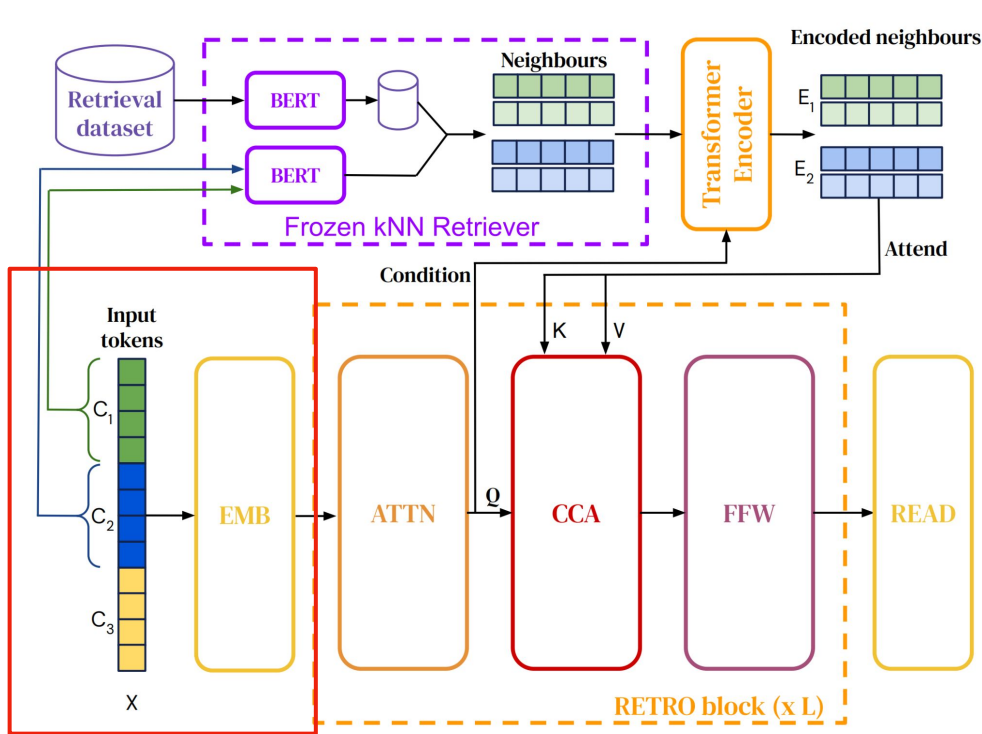 Retrieval
dataset
BERT
BERT
Frozen kNN Retriever
Neighbours
Transformer
Encoder
Encoded neighbours
E1
E2
Attend
Condition
K
V
Input
tokens
C1
C2
C3
X
EMB
ATTN
Q
CCA
FFW
READ
RETRO block (x L)